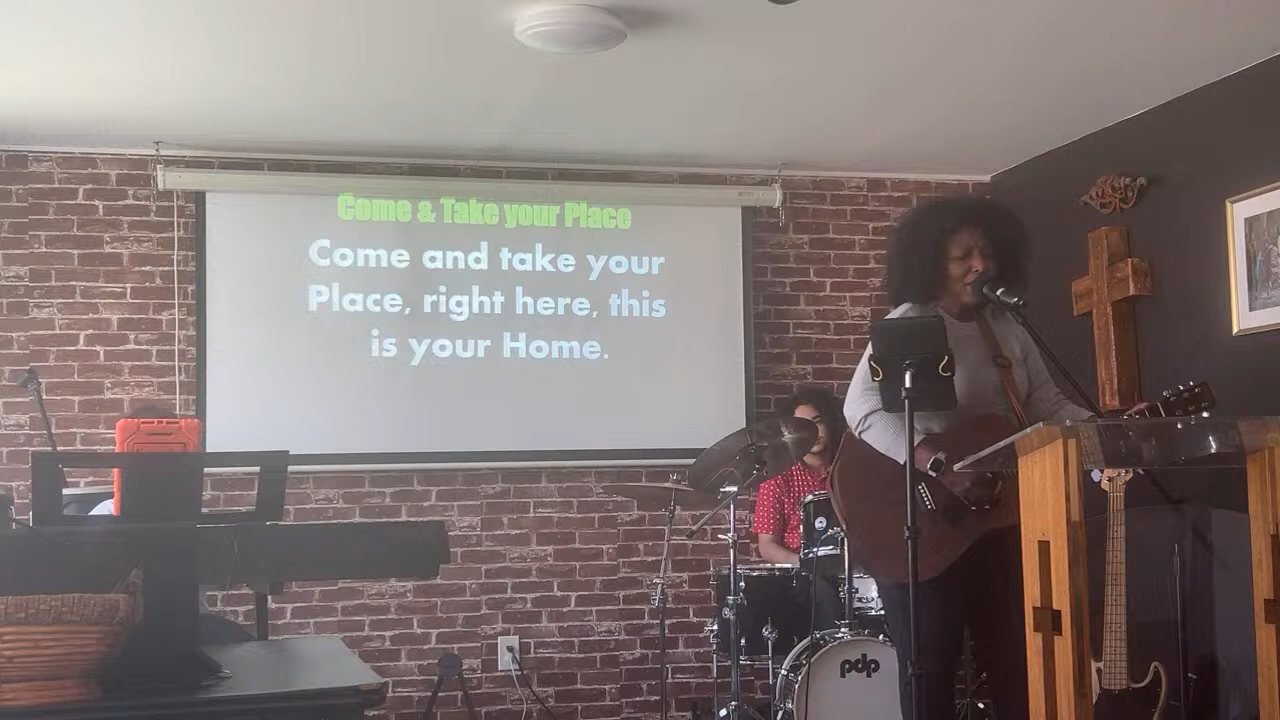 Come & Take your Place
Come and take your
Place, right here, this
is your Home.
pdp